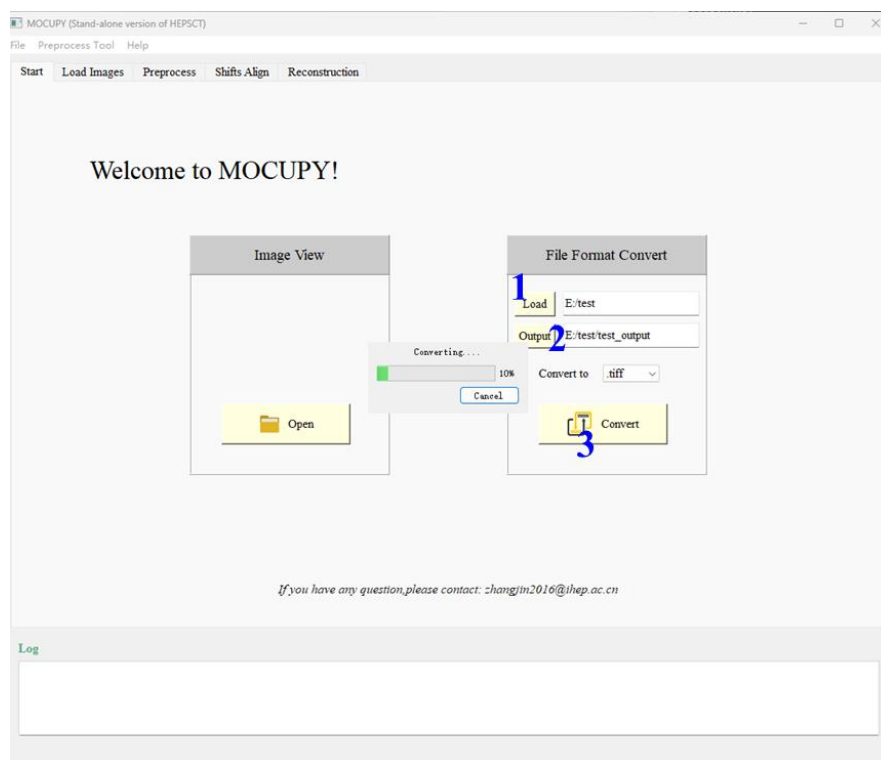 MOCUPY (Stand-alone version of HEPSCT)
File Preprocess Tool Help
Start Load Images Preprocess Shifts Align Reconstruction
Welcome to MOCUPY!
Image View
Open
File Format Convert
1
Load E:/test
Output 2 E:/test/test_output
Convert to .tiff
Convert
3
Converting....
10%
Cancel
If you have any question,please contact: zhangjin2016@ihep.ac.cn
Log